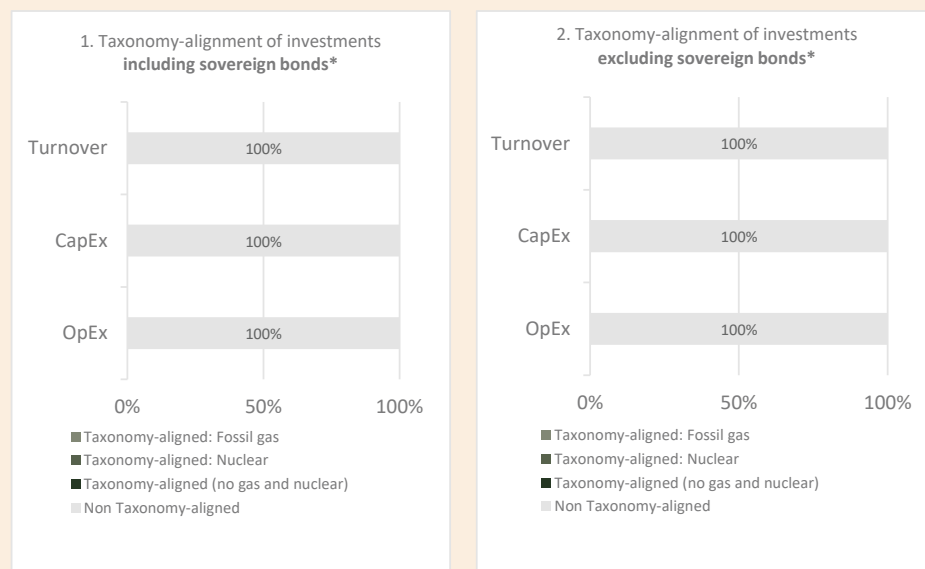 1. Taxonomy-alignment of investments
including sovereign bonds*
Turnover
100%
CapEx
100%
OpEx
100%
0%
50%
100%
Taxonomy-aligned: Fossil gas
Taxonomy-aligned: Nuclear
Taxonomy-aligned (no gas and nuclear)
Non Taxonomy-aligned
2. Taxonomy-alignment of investments
excluding sovereign bonds*
Turnover
100%
CapEx
100%
OpEx
100%
0%
50%
100%
Taxonomy-aligned: Fossil gas
Taxonomy-aligned: Nuclear
Taxonomy-aligned (no gas and nuclear)
Non Taxonomy-aligned